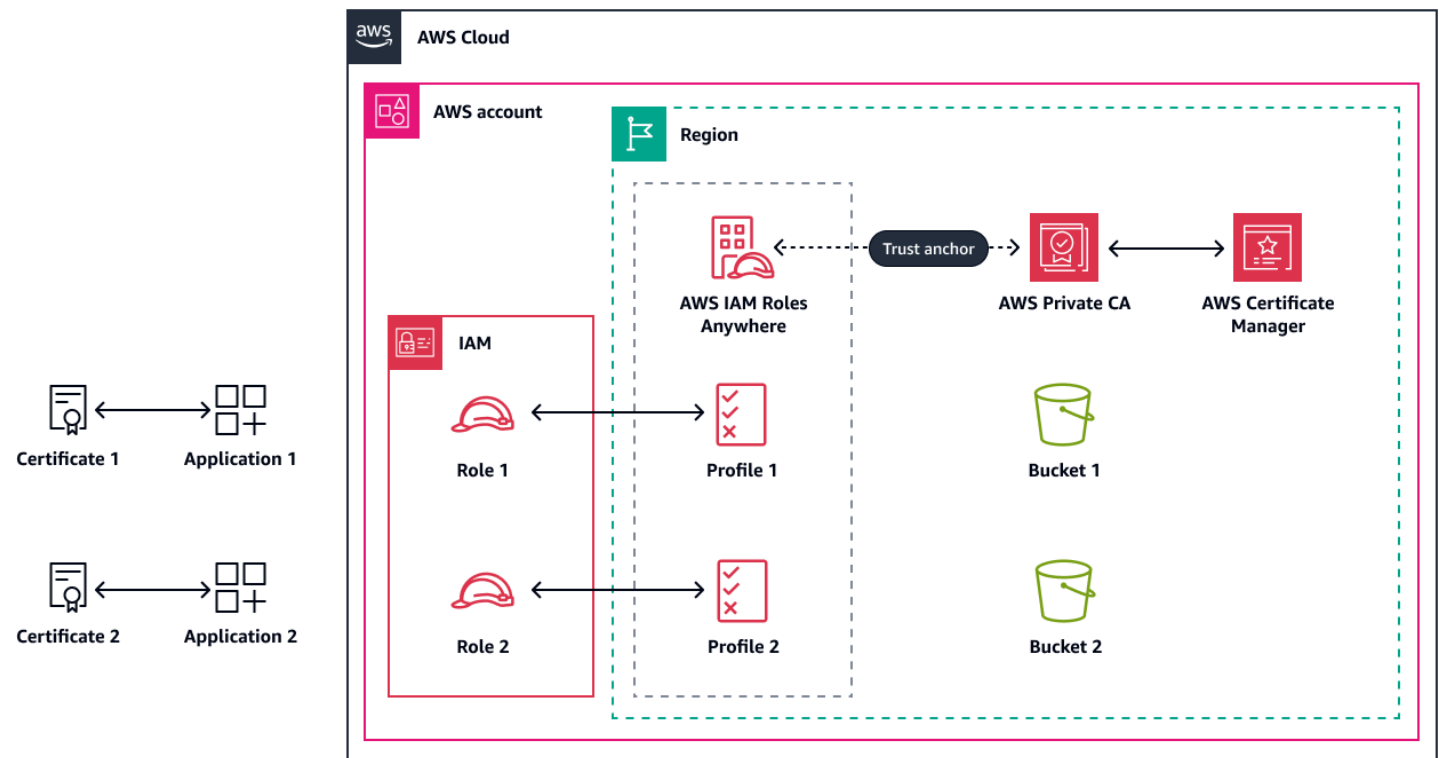 aws
AWS Cloud
AWS account
Region
Trust anchor
AWS IAM Roles
Anywhere
AWS Private CA
AWS Certificate
Manager
IAM
Certificate 1
Application 1
Role 1
Profile 1
Bucket 1
Certificate 2
Application 2
Role 2
Profile 2
Bucket 2